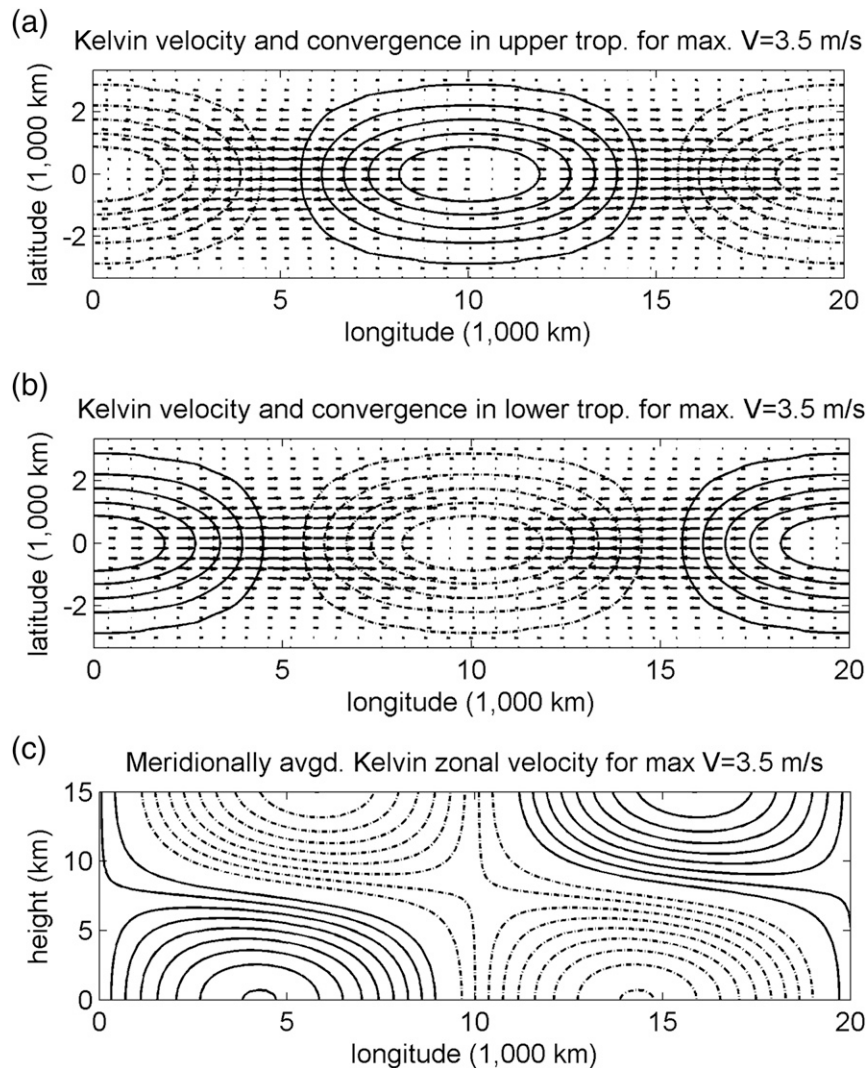 (a)
Kelvin velocity and convergence in upper trop. for max. V=3.5 m/s
latitude (1,000 km)
2
0
-2
0 5 10 15 20
longitude (1,000 km)
(b)
Kelvin velocity and convergence in lower trop. for max. V=3.5 m/s
latitude (1,000 km)
2
0
-2
0 5 10 15 20
longitude (1,000 km)
(c)
Meridionally avgd. Kelvin zonal velocity for max V=3.5 m/s
height (km)
15
10
5
0
0 5 10 15 20
longitude (1,000 km)